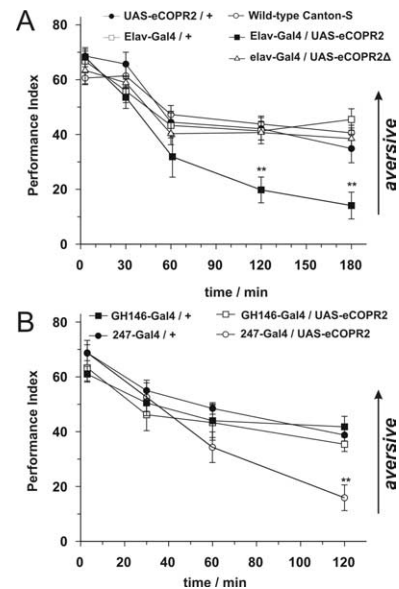 A
UAS-eCOPR2 / +
Wild-type Canton-S
Elav-Gal4 / +
Elav-Gal4 / UAS-eCOPR2
elav-Gal4 / UAS-eCOPR2Δ
80
60
40
20
0
Performance Index
**
**
aversive
0 30 60 90 120 150 180
time / min
B
GH146-Gal4 / +
GH146-Gal4 / UAS-eCOPR2
247-Gal4 / +
247-Gal4 / UAS-eCOPR2
80
60
40
20
0
Performance Index
**
aversive
0 20 40 60 80 100 120
time / min